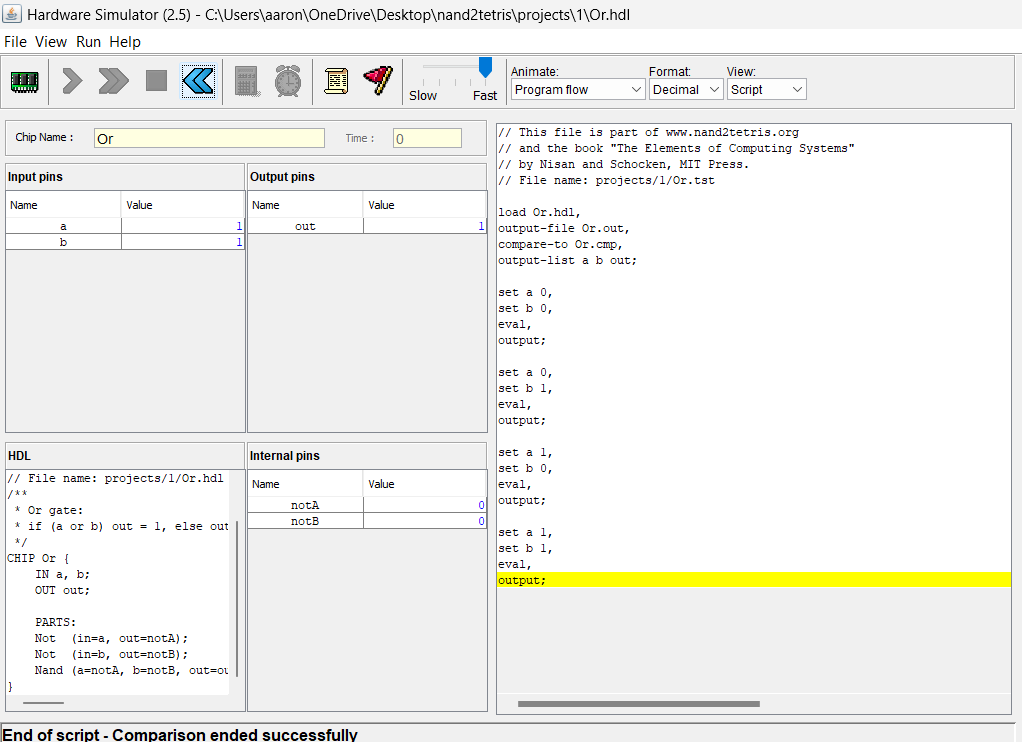 Hardware Simulator (2.5) - C:\Users\aaron\OneDrive\Desktop\nand2tetris\projects\1\Or.hdl
File View Run Help
Slow Fast
Animate: Format: View:
Program flow Decimal Script
Chip Name : Or Time : 0
Input pins
Name Value
a 1
b 1
Output pins
Name Value
out 1
HDL
// File name: projects/1/Or.hdl
/**
 * Or gate:
 * if (a or b) out = 1, else out
 */
CHIP Or {
    IN a, b;
    OUT out;

    PARTS:
    Not  (in=a, out=notA);
    Not  (in=b, out=notB);
    Nand (a=notA, b=notB, out=ou
}
Internal pins
Name Value
notA 0
notB 0
// This file is part of www.nand2tetris.org
// and the book "The Elements of Computing Systems"
// by Nisan and Schocken, MIT Press.
// File name: projects/1/Or.tst

load Or.hdl,
output-file Or.out,
compare-to Or.cmp,
output-list a b out;

set a 0,
set b 0,
eval,
output;

set a 0,
set b 1,
eval,
output;

set a 1,
set b 0,
eval,
output;

set a 1,
set b 1,
eval,
output;
End of script - Comparison ended successfully